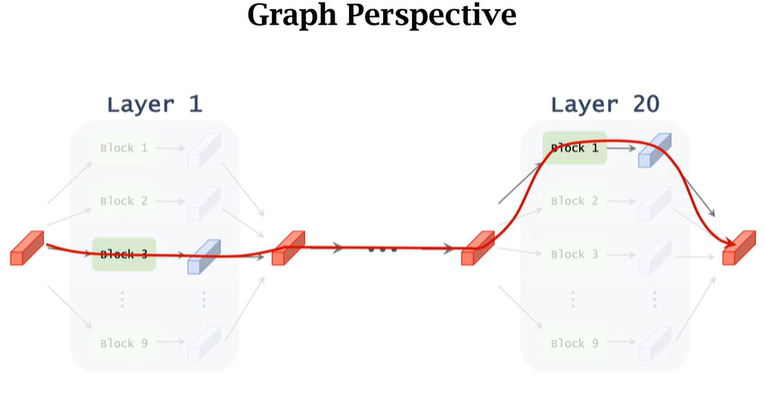 Graph Perspective
Layer 1
Block 1
Block 2
Block 3
Block 9
...
Layer 20
Block 1
Block 2
Block 3
Block 9